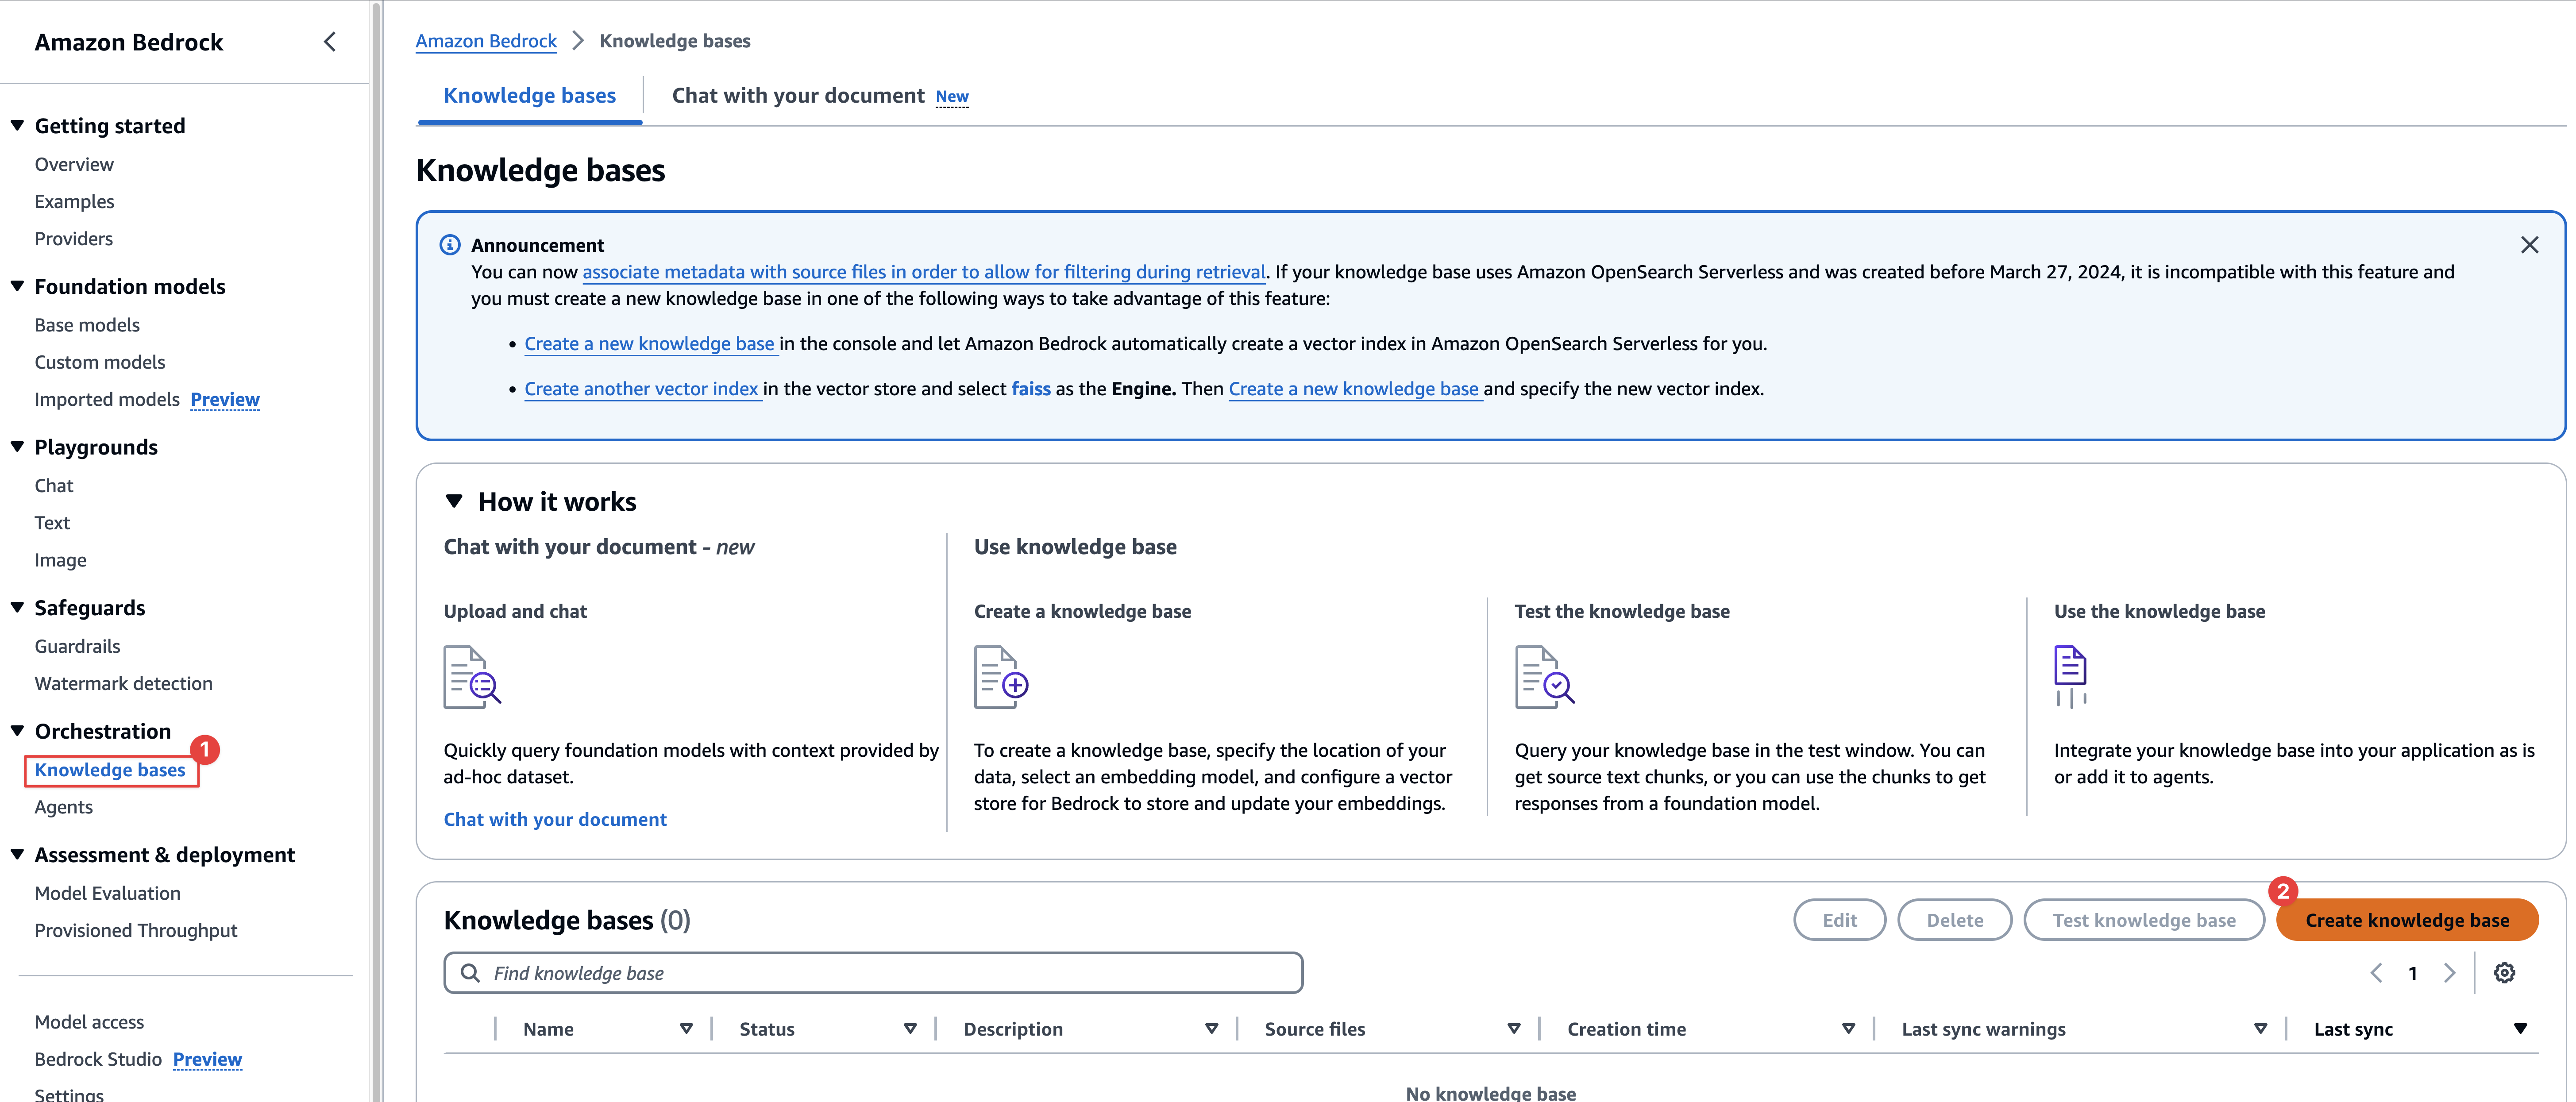 Amazon Bedrock
Getting started
Overview
Examples
Providers
Foundation models
Base models
Custom models
Imported models Preview
Playgrounds
Chat
Text
Image
Safeguards
Guardrails
Watermark detection
Orchestration
1
Knowledge bases
Agents
Assessment & deployment
Model Evaluation
Provisioned Throughput
Model access
Bedrock Studio Preview
Settings
Amazon Bedrock > Knowledge bases
Knowledge bases
Chat with your document New
Knowledge bases
Announcement
You can now associate metadata with source files in order to allow for filtering during retrieval. If your knowledge base uses Amazon OpenSearch Serverless and was created before March 27, 2024, it is incompatible with this feature and
you must create a new knowledge base in one of the following ways to take advantage of this feature:
• Create a new knowledge base in the console and let Amazon Bedrock automatically create a vector index in Amazon OpenSearch Serverless for you.
• Create another vector index in the vector store and select faiss as the Engine. Then Create a new knowledge base and specify the new vector index.
How it works
Chat with your document - new
Upload and chat
Quickly query foundation models with context provided by
ad-hoc dataset.
Chat with your document
Use knowledge base
Create a knowledge base
To create a knowledge base, specify the location of your
data, select an embedding model, and configure a vector
store for Bedrock to store and update your embeddings.
Test the knowledge base
Query your knowledge base in the test window. You can
get source text chunks, or you can use the chunks to get
responses from a foundation model.
Use the knowledge base
Integrate your knowledge base into your application as is
or add it to agents.
Knowledge bases (0)
Edit
Delete
Test knowledge base
2
Create knowledge base
Find knowledge base
1
Name
Status
Description
Source files
Creation time
Last sync warnings
Last sync
No knowledge base